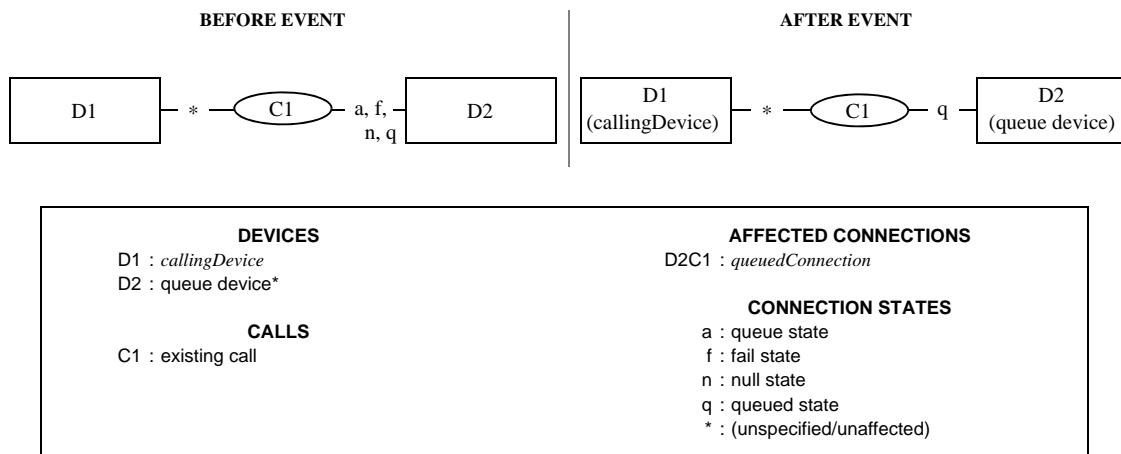 BEFORE EVENT
AFTER EVENT
D1
*
C1
a, f,
n, q
D2
D1
(callingDevice)
*
C1
q
D2
(queue device)
DEVICES
D1 : callingDevice
D2 : queue device*
CALLS
C1 : existing call
AFFECTED CONNECTIONS
D2C1 : queuedConnection
CONNECTION STATES
a : queue state
f : fail state
n : null state
q : queued state
* : (unspecified/unaffected)